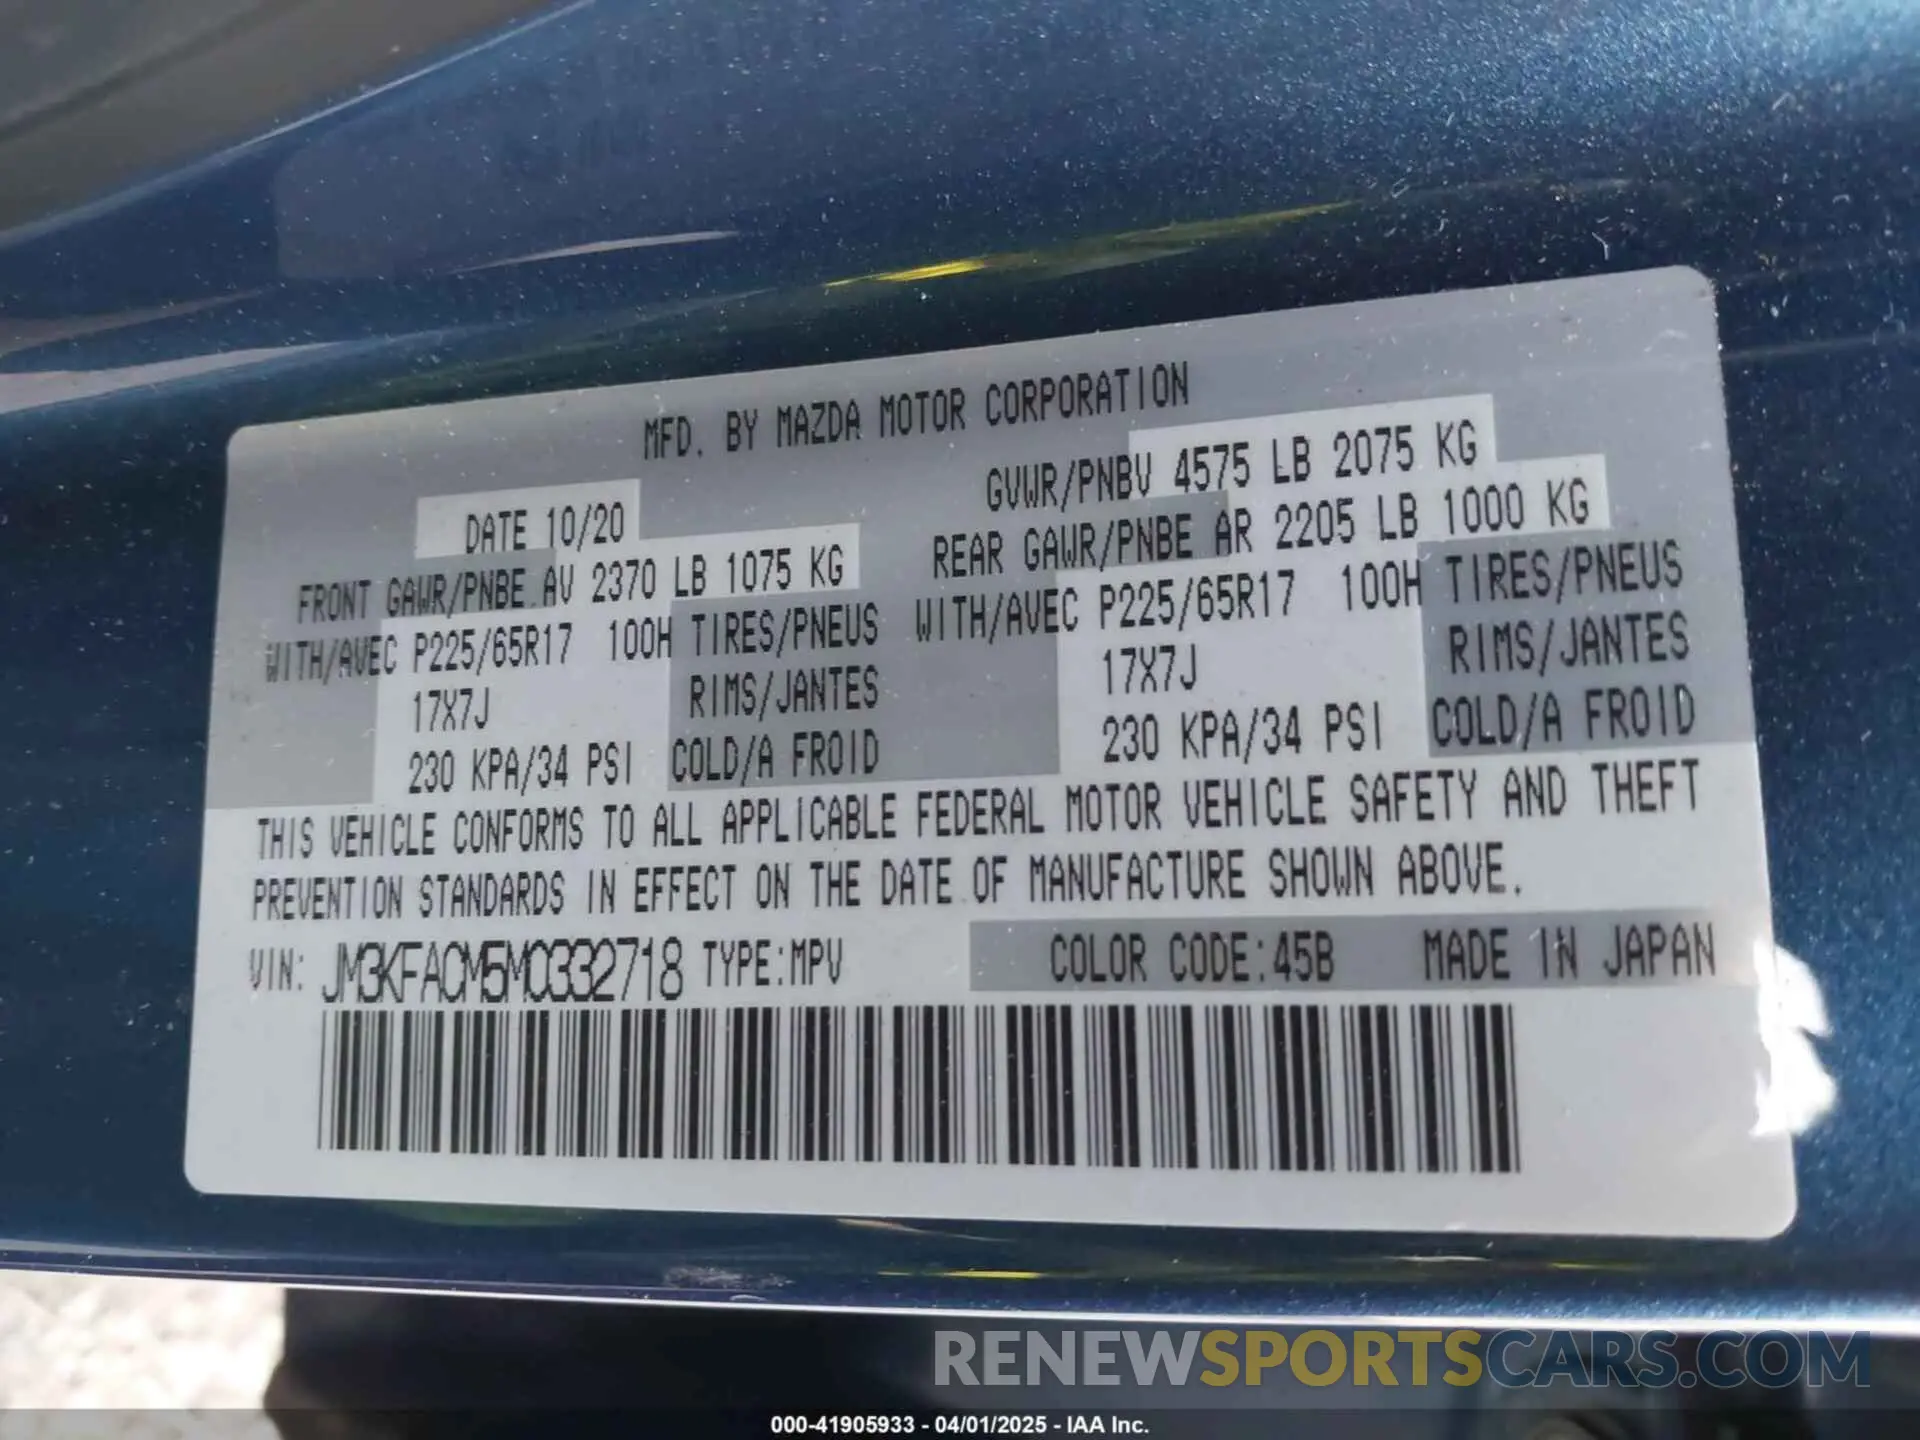 MFD. BY MAZDA MOTOR CORPORATION
DATE 10/20
GVWR/PNBV 4575 LB 2075 KG
FRONT GAWR/PNBE AV 2370 LB 1075 KG
REAR GAWR/PNBE AR 2205 LB 1000 KG
WITH/AVEC P225/65R17 100H TIRES/PNEUS
WITH/AVEC P225/65R17 100H TIRES/PNEUS
17X7J RIMS/JANTES
17X7J RIMS/JANTES
230 KPA/34 PSI COLD/A FROID
230 KPA/34 PSI COLD/A FROID
THIS VEHICLE CONFORMS TO ALL APPLICABLE FEDERAL MOTOR VEHICLE SAFETY AND THEFT
PREVENTION STANDARDS IN EFFECT ON THE DATE OF MANUFACTURE SHOWN ABOVE.
VIN: JM3KFACM5M0332718 TYPE:MPV COLOR CODE:45B MADE IN JAPAN
RENEWSPORTSCARS.COM
000-41905933 - 04/01/2025 - IAA Inc.